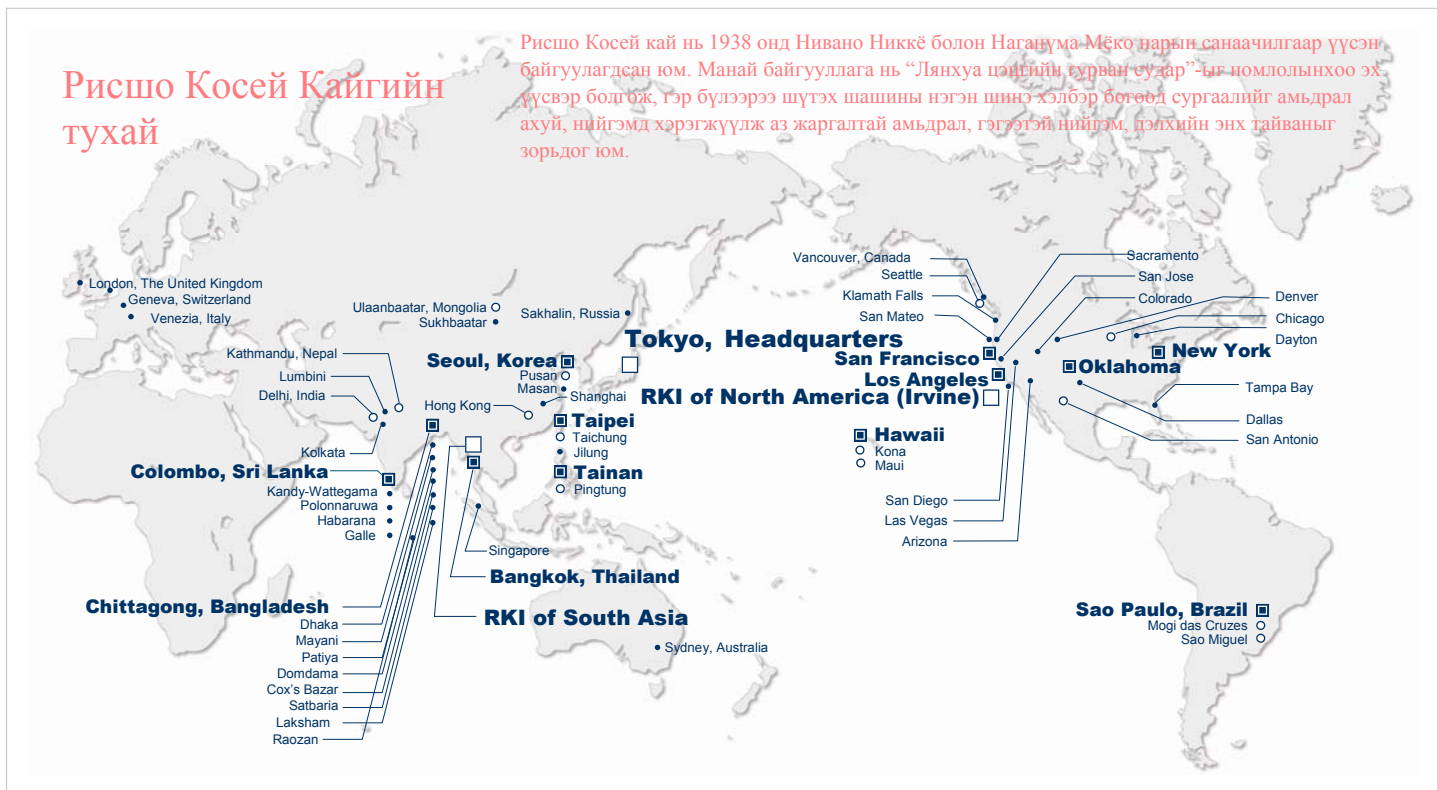 Рисшо Косей Кайгийн
тухай
Рисшо Косей кай нь 1938 онд Нивано Никкё болон Наганума Мёко нарын санаачилгаар үүсэн
байгуулагдсан юм. Манай байгууллага нь “Лянхуа цэцгийн гурван судар”-ыг номлолынхоо эх
үүсвэр болгож, гэр бүлээрээ шүтэх шашины нэгэн шинэ хэлбэр бөгөөд сургаалийг амьдрал
ахуй, нийгэмд хэрэгжүүлж аз жаргалтай амьдрал, гэгээтэй нийгэм, дэлхийн энх тайваныг
зорьдог юм.
London, The United Kingdom
Geneva, Switzerland
Venezia, Italy
Ulaanbaatar, Mongolia
Sukhbaatar
Sakhalin, Russia
Tokyo, Headquarters
Seoul, Korea
Pusan
Masan
Shanghai
Hong Kong
Kathmandu, Nepal
Lumbini
Delhi, India
Kolkata
Colombo, Sri Lanka
Kandy-Wattegama
Polonnaruwa
Habarana
Galle
Taipei
Taichung
Jilung
Tainan
Pingtung
Singapore
Bangkok, Thailand
RKI of South Asia
Chittagong, Bangladesh
Dhaka
Mayani
Patiya
Domdama
Cox's Bazar
Satbaria
Laksham
Raozan
Sydney, Australia
Vancouver, Canada
Seattle
Klamath Falls
San Mateo
San Francisco
Los Angeles
RKI of North America (Irvine)
Hawaii
Kona
Maui
San Diego
Las Vegas
Arizona
Sacramento
San Jose
Colorado
Denver
Chicago
Dayton
New York
Oklahoma
Tampa Bay
Dallas
San Antonio
Sao Paulo, Brazil
Mogi das Cruzes
Sao Miguel